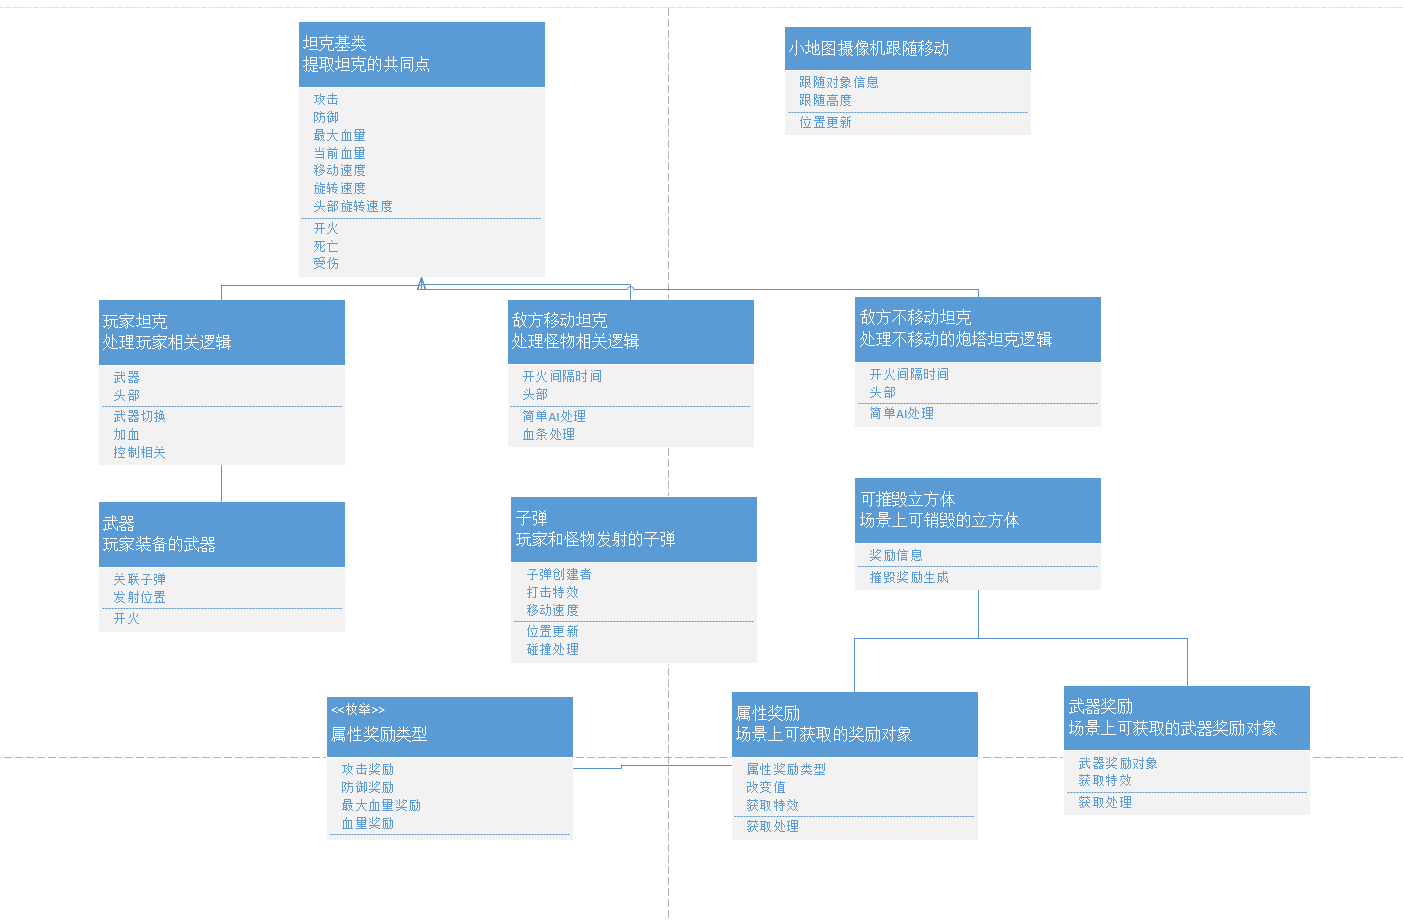 坦克基类
提取坦克的共同点
攻击
防御
最大血量
当前血量
移动速度
旋转速度
头部旋转速度
开火
死亡
受伤
小地图摄像机跟随移动
跟随对象信息
跟随高度
位置更新
玩家坦克
处理玩家相关逻辑
武器
头部
武器切换
加血
控制相关
敌方移动坦克
处理怪物相关逻辑
开火间隔时间
头部
简单AI处理
血条处理
敌方不移动坦克
处理不移动的炮塔坦克逻辑
开火间隔时间
头部
简单AI处理
武器
玩家装备的武器
关联子弹
发射位置
开火
子弹
玩家和怪物发射的子弹
子弹创建者
打击特效
移动速度
位置更新
碰撞处理
可摧毁立方体
场景上可销毁的立方体
奖励信息
摧毁奖励生成
<<枚举>>
属性奖励类型
攻击奖励
防御奖励
最大血量奖励
血量奖励
属性奖励
场景上可获取的奖励对象
属性奖励类型
改变值
获取特效
获取处理
武器奖励
场景上可获取的武器奖励对象
武器奖励对象
获取特效
获取处理